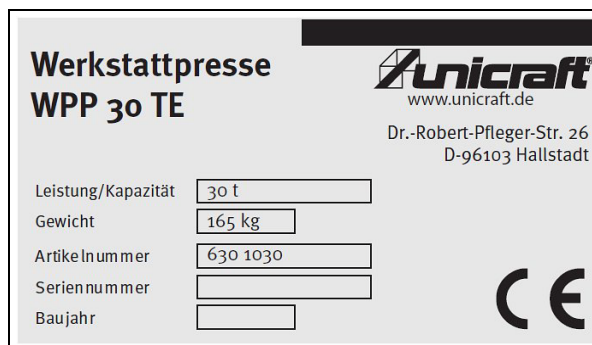 Werkstattpresse
WPP 30 TE
unicraft®
www.unicraft.de
Dr.-Robert-Pfleger-Str. 26
D-96103 Hallstadt
Leistung/Kapazität 30 t
Gewicht 165 kg
Artikelnummer 630 1030
Seriennummer
Baujahr
CE